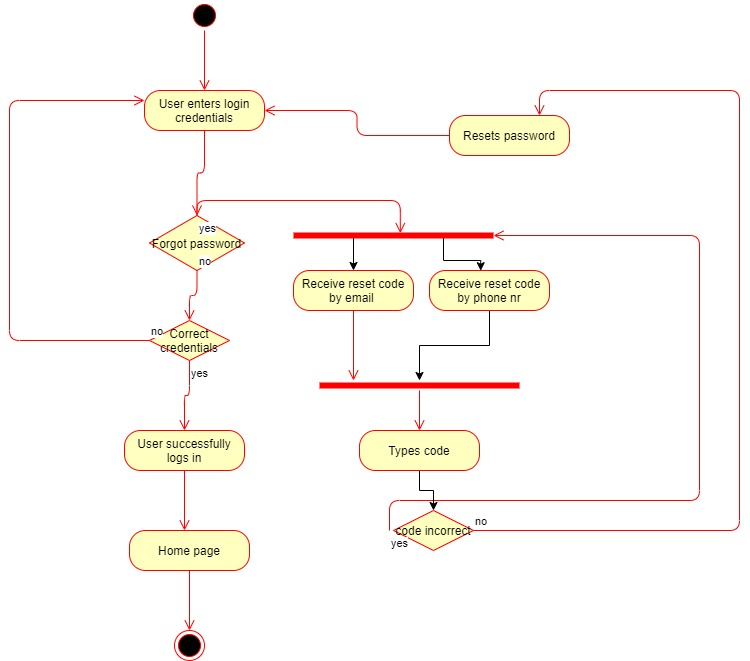 User enters login
credentials
Resets password
yes
Forgot password
no
Receive reset code
by email
Receive reset code
by phone nr
no
Correct
credentials
yes
User successfully
logs in
Types code
no
code incorrect
yes
Home page